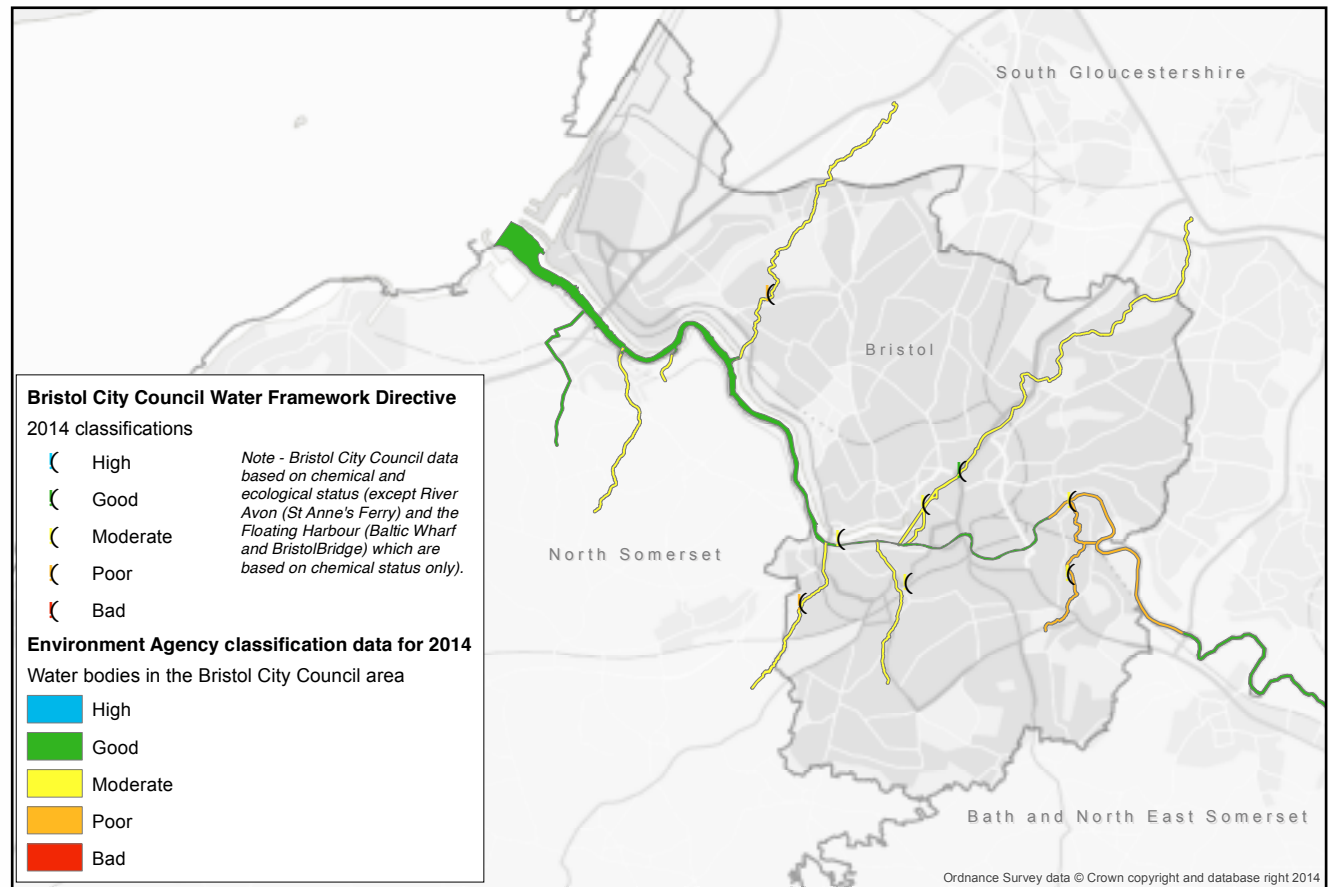 South Gloucestershire
Bristol
North Somerset
Bath and North East Somerset
Bristol City Council Water Framework Directive
2014 classifications
High
Good
Moderate
Poor
Bad
Note - Bristol City Council data
based on chemical and
ecological status (except River
Avon (St Anne's Ferry) and the
Floating Harbour (Baltic Wharf
and BristolBridge) which are
based on chemical status only).
Environment Agency classification data for 2014
Water bodies in the Bristol City Council area
High
Good
Moderate
Poor
Bad
Ordnance Survey data © Crown copyright and database right 2014